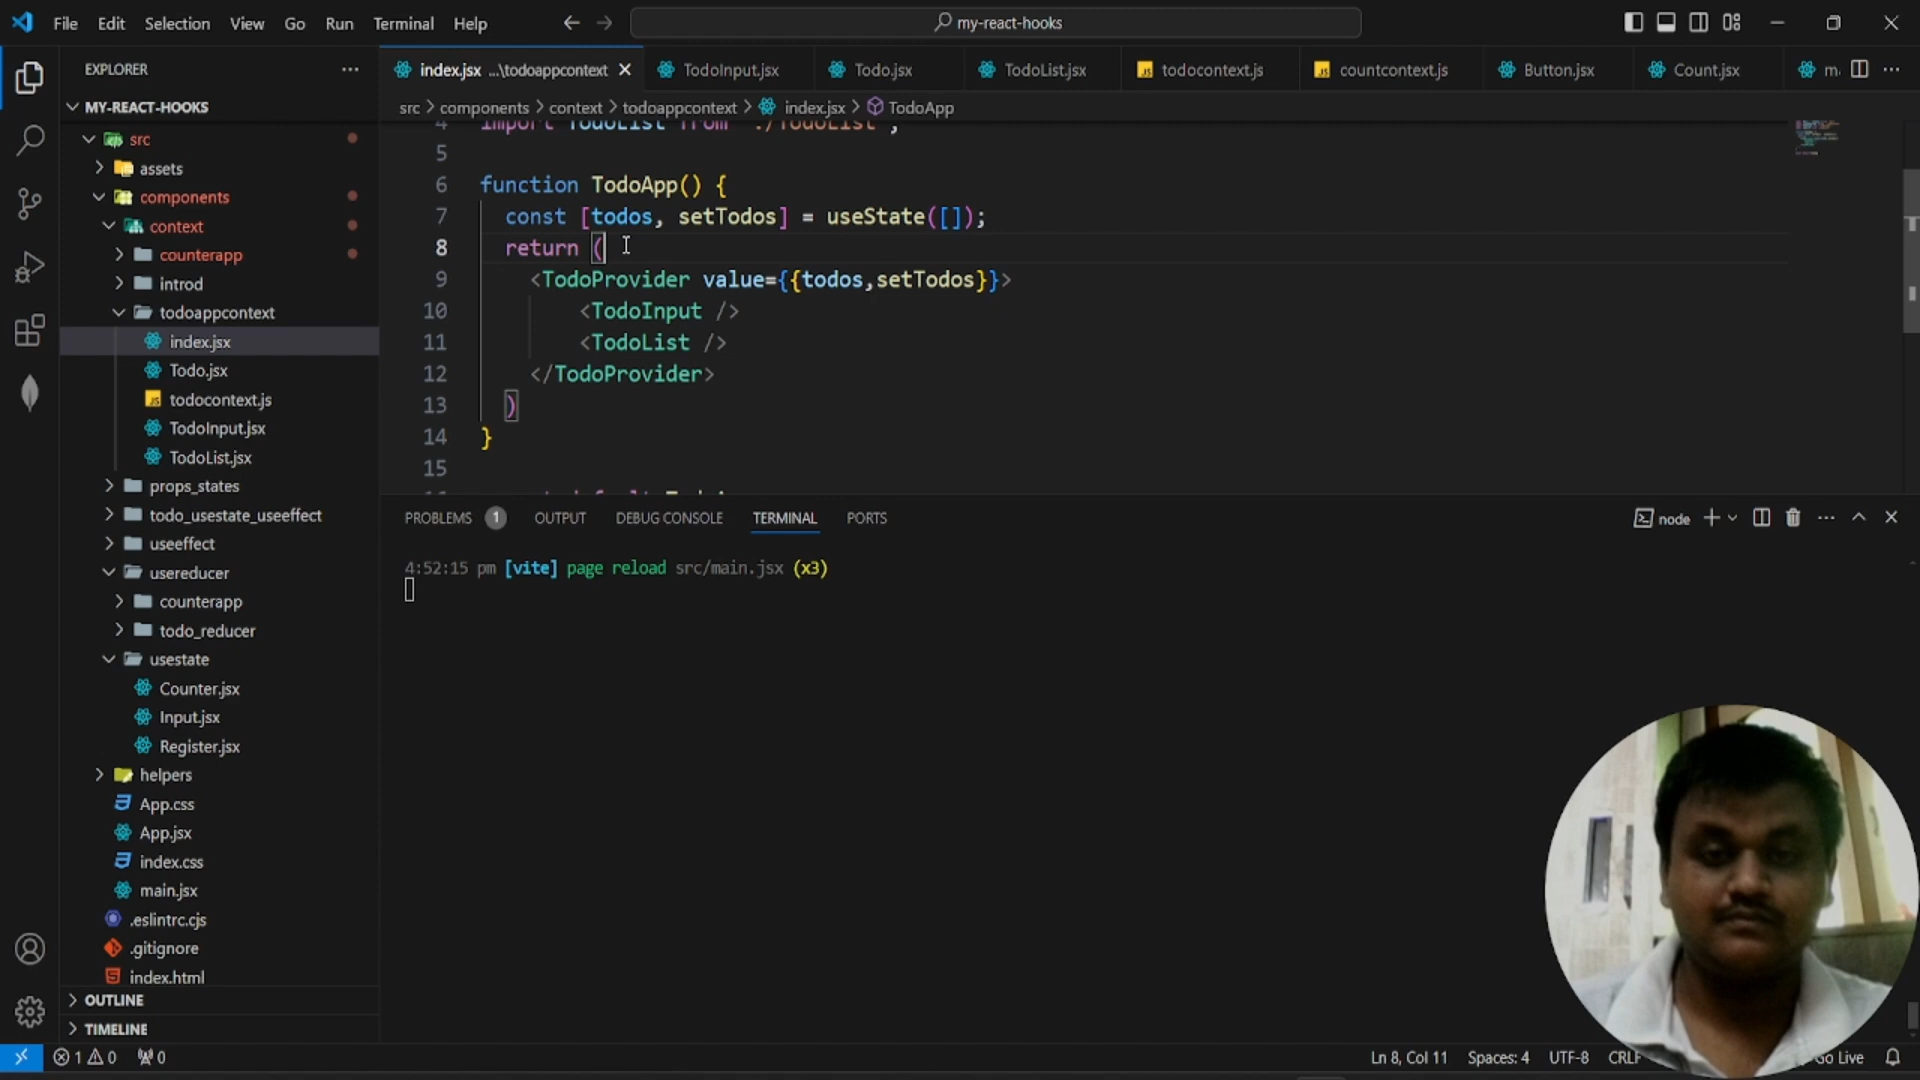 File Edit Selection View Go Run Terminal Help
my-react-hooks
EXPLORER
MY-REACT-HOOKS
src
assets
components
context
counterapp
introd
todoappcontext
index.jsx
Todo.jsx
todocontext.js
TodoInput.jsx
TodoList.jsx
props_states
todo_usestate_useeffect
useeffect
usereducer
counterapp
todo_reducer
usestate
Counter.jsx
Input.jsx
Register.jsx
helpers
App.css
App.jsx
index.css
main.jsx
.eslintrc.cjs
.gitignore
index.html
OUTLINE
TIMELINE
index.jsx ...\todoappcontext TodoInput.jsx Todo.jsx TodoList.jsx todocontext.js countcontext.js Button.jsx Count.jsx
src > components > context > todoappcontext > index.jsx > TodoApp
4 import TodoList from './TodoList';
5
6 function TodoApp() {
7 const [todos, setTodos] = useState([]);
8 return (
9 <TodoProvider value={{todos,setTodos}}>
10 <TodoInput />
11 <TodoList />
12 </TodoProvider>
13 )
14 }
15
PROBLEMS 1 OUTPUT DEBUG CONSOLE TERMINAL PORTS
node
4:52:15 pm [vite] page reload src/main.jsx (x3)
1 0 0
Ln 8, Col 11 Spaces: 4 UTF-8 CRLF Go Live